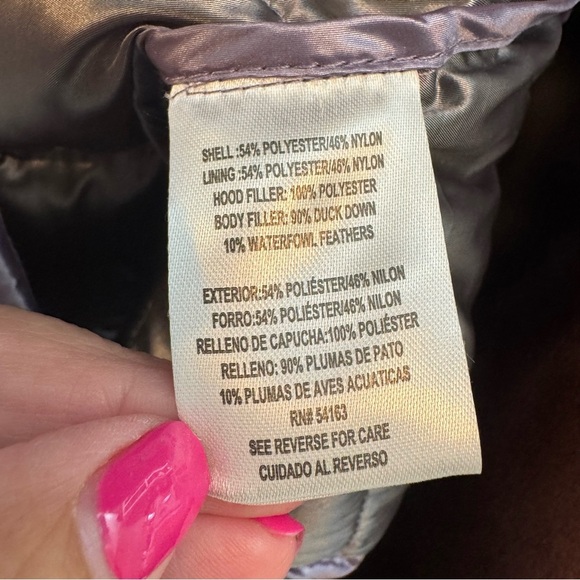 SHELL :54% POLYESTER/46% NYLON
LINING :54% POLYESTER/46% NYLON
HOOD FILLER: 100% POLYESTER
BODY FILLER: 90% DUCK DOWN
10% WATERFOWL FEATHERS
EXTERIOR:54% POLIÉSTER/46% NILON
FORRO:54% POLIÉSTER/46% NILON
RELLENO DE CAPUCHA:100% POLIÉSTER
RELLENO: 90% PLUMAS DE PATO
10% PLUMAS DE AVES ACUATICAS
RN# 54163
SEE REVERSE FOR CARE
CUIDADO AL REVERSO